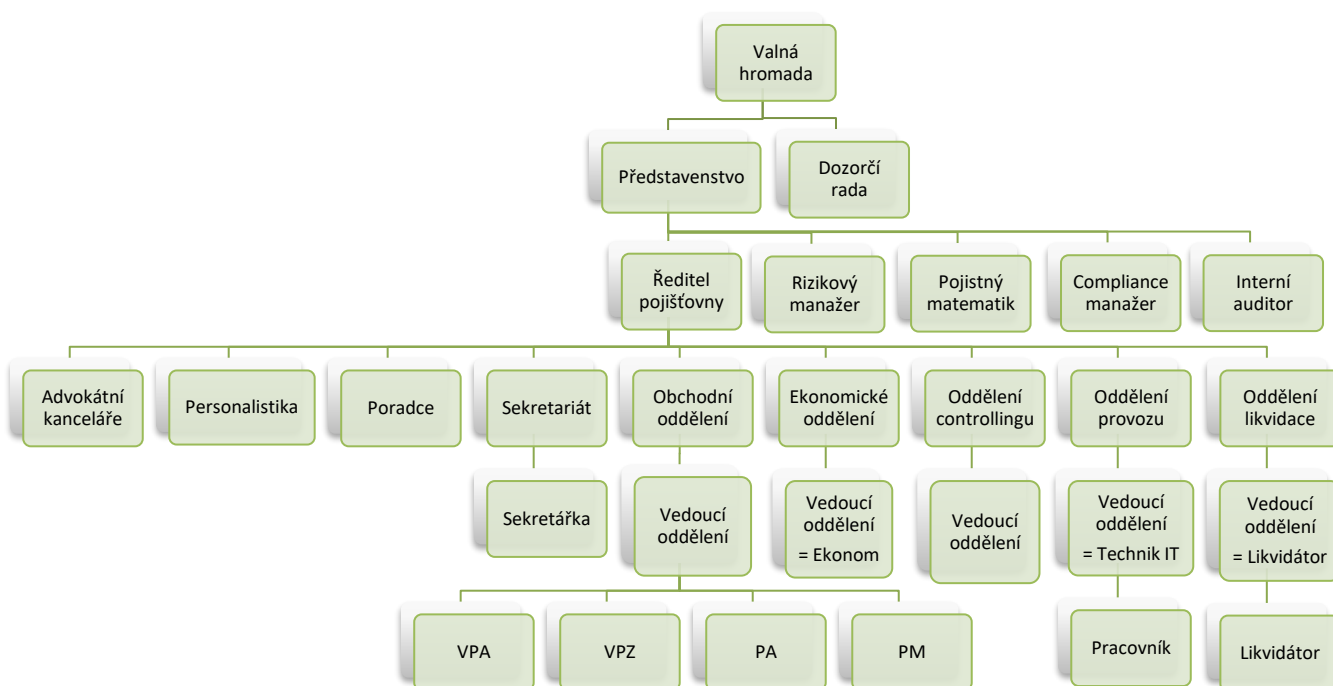 Valná
hromada
Představenstvo
Dozorčí
rada
Ředitel
pojišťovny
Rizikový
manažer
Pojistný
matematik
Compliance
manažer
Interní
auditor
Advokátní
kanceláře
Personalistika
Poradce
Sekretariát
Obchodní
oddělení
Ekonomické
oddělení
Oddělení
controllingu
Oddělení
provozu
Oddělení
likvidace
Sekretářka
Vedoucí
oddělení
Vedoucí
oddělení
= Ekonom
Vedoucí
oddělení
Vedoucí
oddělení
= Technik IT
Vedoucí
oddělení
= Likvidátor
VPA
VPZ
PA
PM
Pracovník
Likvidátor